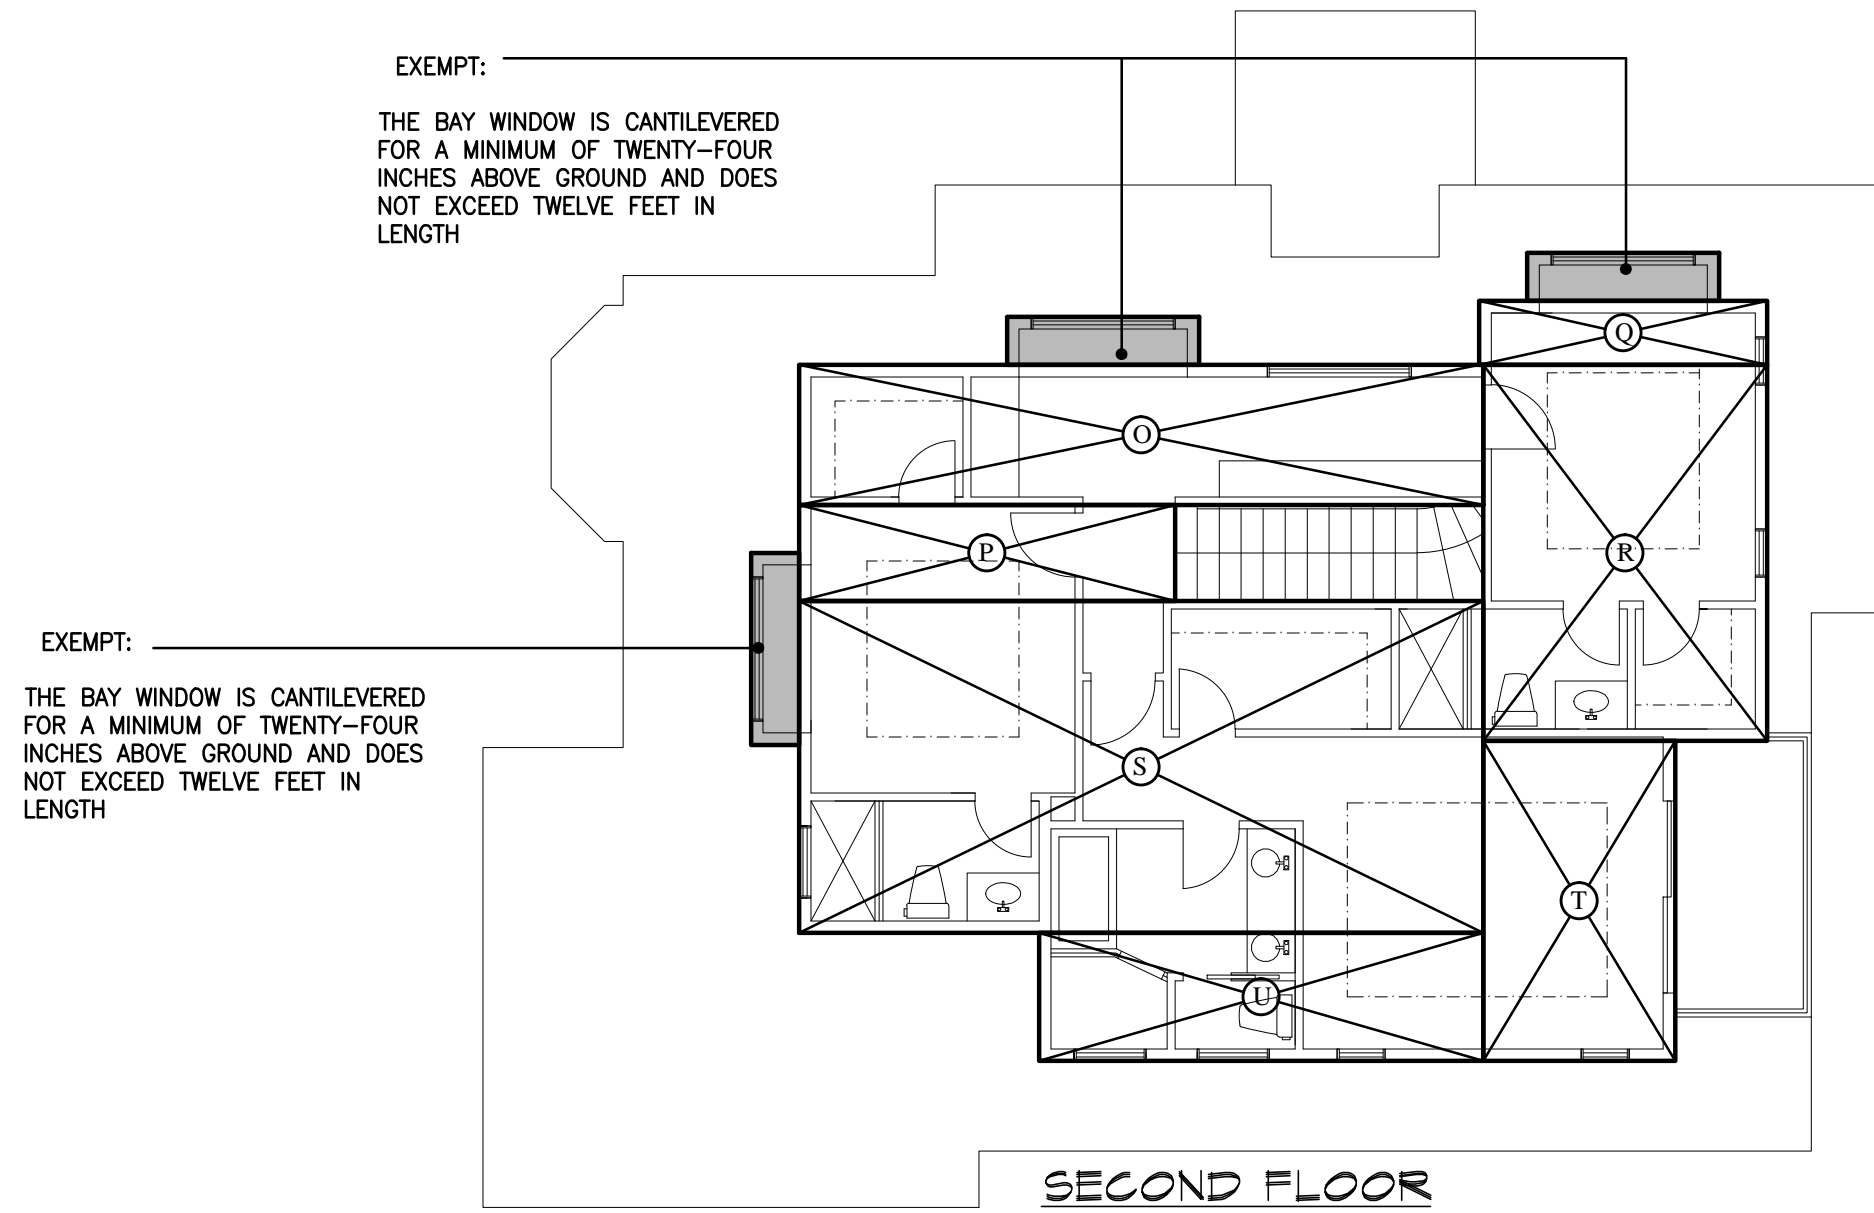 EXEMPT:
THE BAY WINDOW IS CANTILEVERED
FOR A MINIMUM OF TWENTY-FOUR
INCHES ABOVE GROUND AND DOES
NOT EXCEED TWELVE FEET IN
LENGTH
Q
O
P
R
EXEMPT:
THE BAY WINDOW IS CANTILEVERED
FOR A MINIMUM OF TWENTY-FOUR
INCHES ABOVE GROUND AND DOES
NOT EXCEED TWELVE FEET IN
LENGTH
S
T
U
SECOND FLOOR